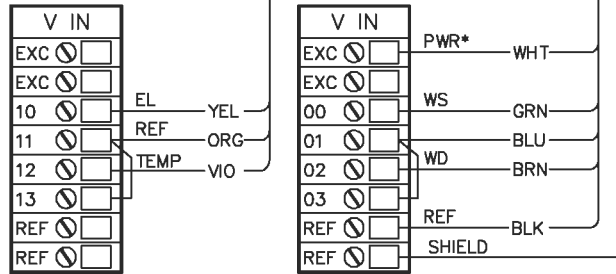 V IN
EXC
EXC
10 EL YEL
11 REF ORG
12 TEMP VIO
13
REF
REF
V IN
EXC PWR* WHT
EXC
00 WS GRN
01 BLU
02 WD BRN
03
REF REF BLK
REF SHIELD